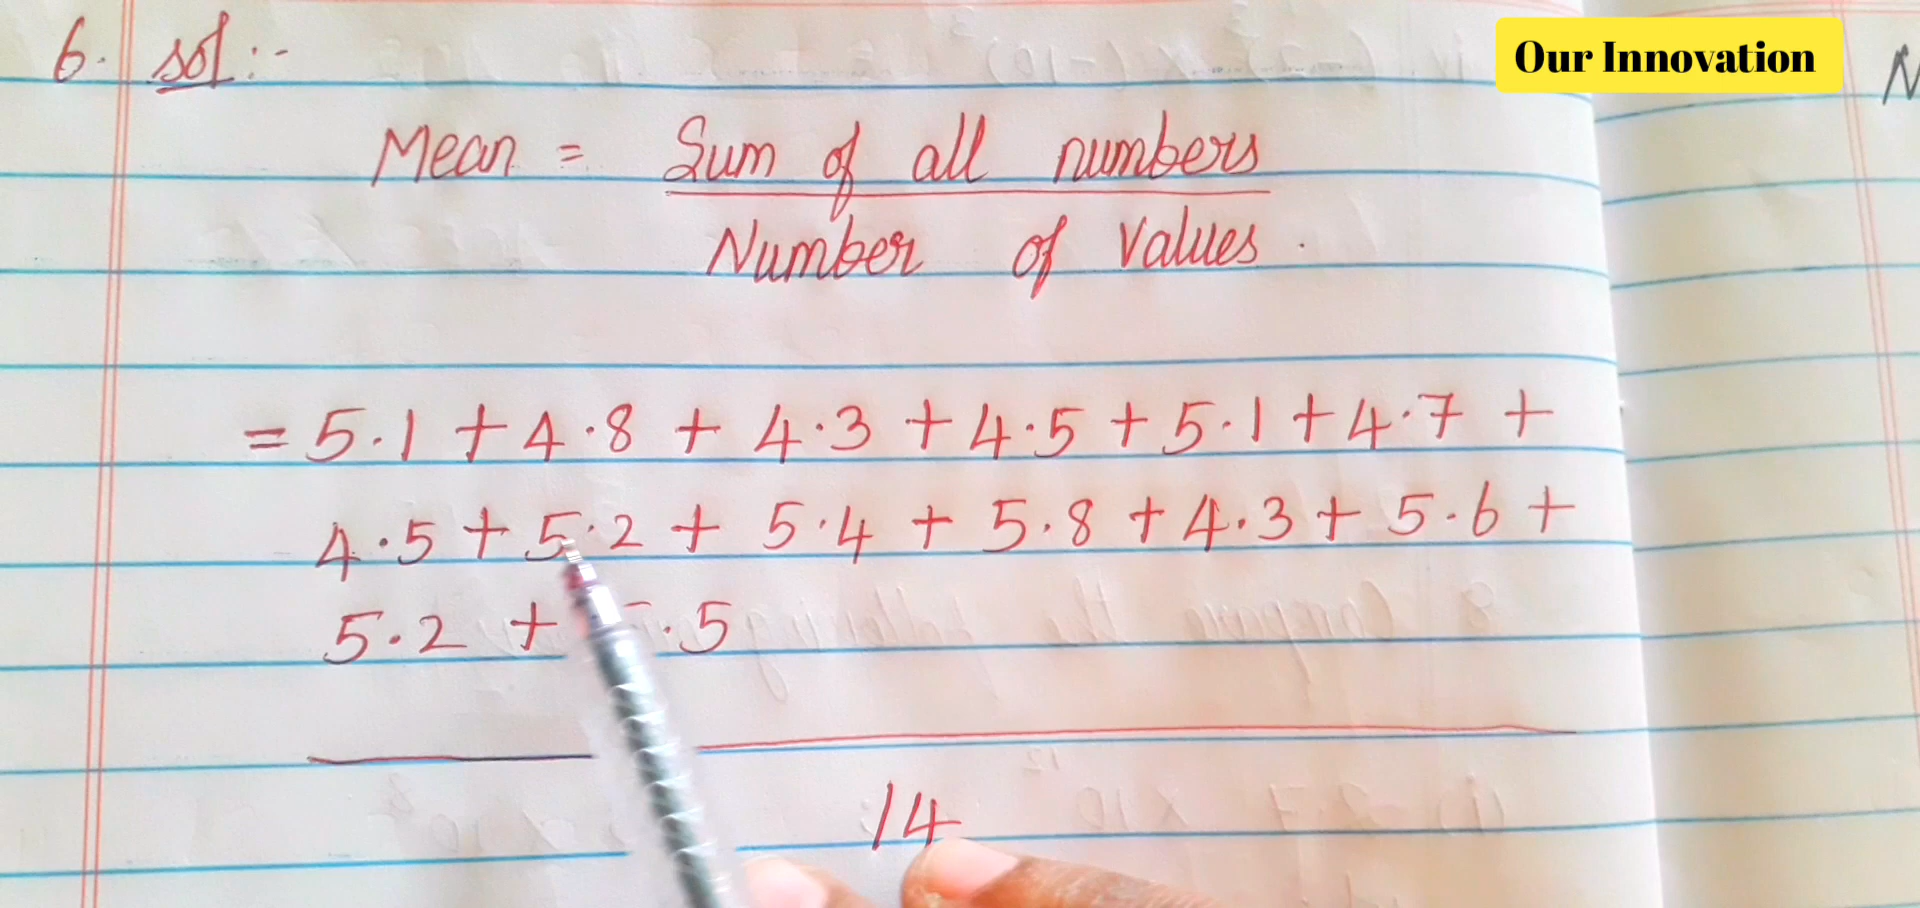 Our Innovation
N
6. Sol:-
Mean = Sum of all numbers
Number of Values.
= 5.1 + 4.8 + 4.3 + 4.5 + 5.1 + 4.7 +
4.5 + 5.2 + 5.4 + 5.8 + 4.3 + 5.6 +
5.2 + .5
14